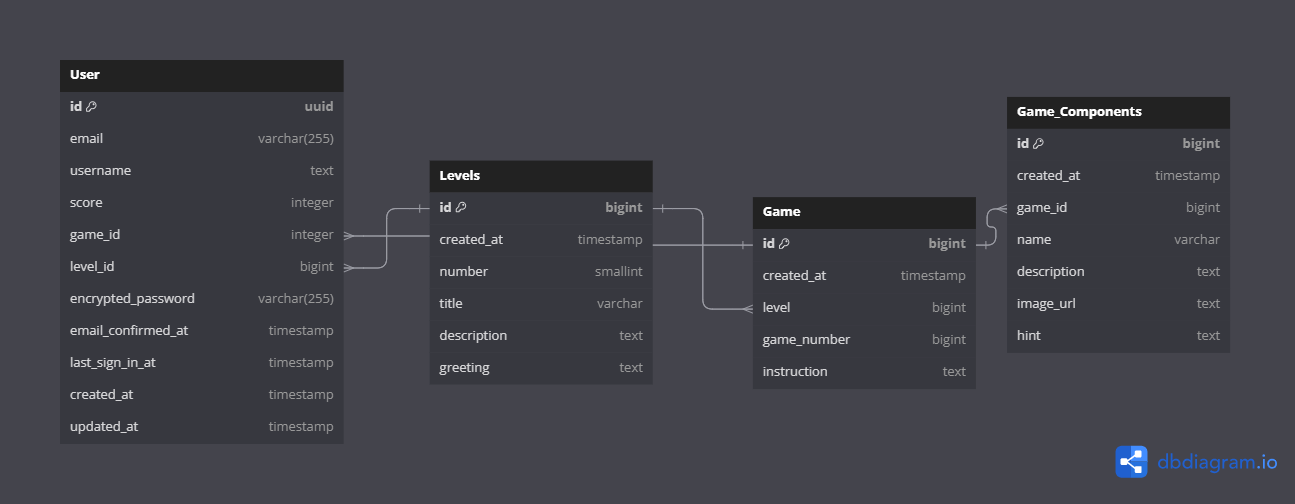 User
id uuid
email varchar(255)
username text
score integer
game_id integer
level_id bigint
encrypted_password varchar(255)
email_confirmed_at timestamp
last_sign_in_at timestamp
created_at timestamp
updated_at timestamp
Levels
id bigint
created_at timestamp
number smallint
title varchar
description text
greeting text
Game
id bigint
created_at timestamp
level bigint
game_number bigint
instruction text
Game_Components
id bigint
created_at timestamp
game_id bigint
name varchar
description text
image_url text
hint text
dbdiagram.io